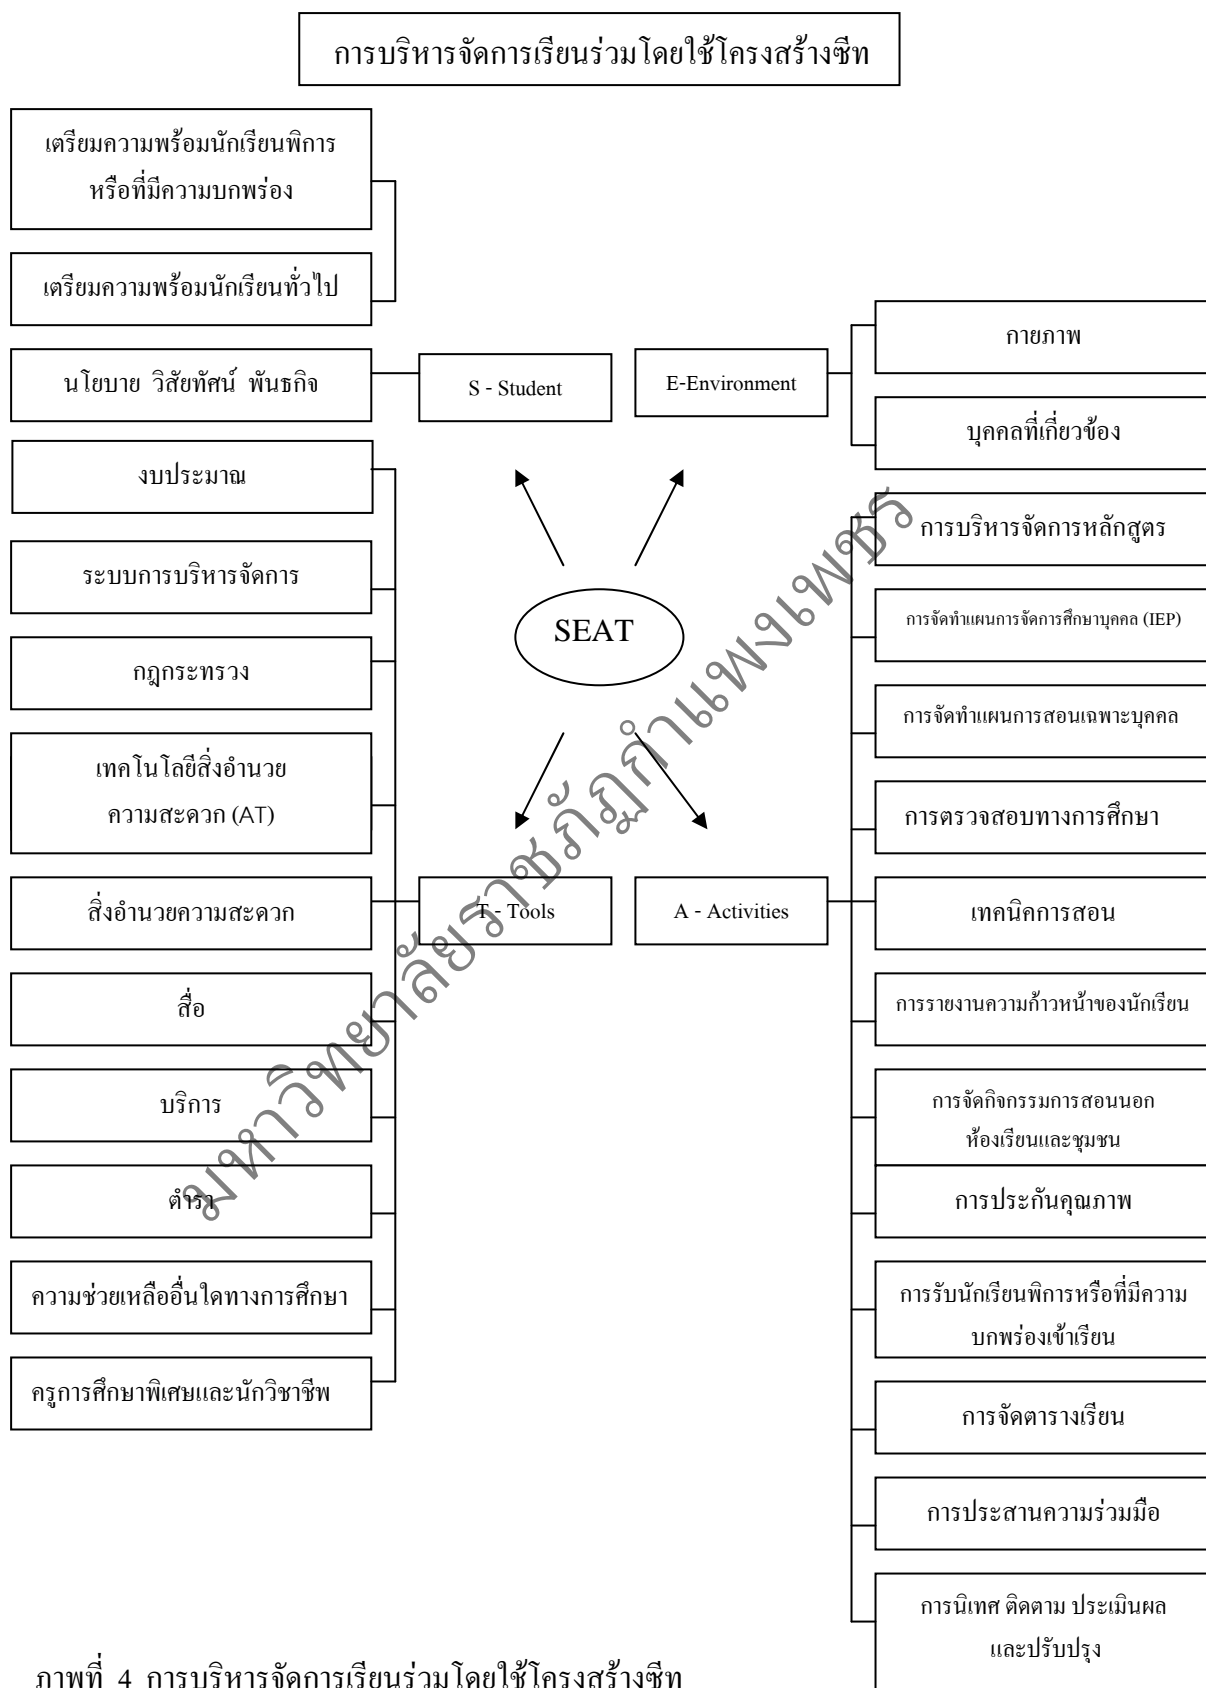 การบริหารจัดการเรียนร่วมโดยใช้โครงสร้างซีท
เตรียมความพร้อมนักเรียนพิการ
หรือที่มีความบกพร่อง
เตรียมความพร้อมนักเรียนทั่วไป
นโยบาย วิสัยทัศน์ พันธกิจ
งบประมาณ
ระบบการบริหารจัดการ
กฎกระทรวง
เทคโนโลยีสิ่งอำนวย
ความสะดวก (AT)
สิ่งอำนวยความสะดวก
สื่อ
บริการ
ตำรา
ความช่วยเหลืออื่นใดทางการศึกษา
ครูการศึกษาพิเศษและนักวิชาชีพ
S - Student
E-Environment
SEAT
T - Tools
A - Activities
กายภาพ
บุคคลที่เกี่ยวข้อง
การบริหารจัดการหลักสูตร
การจัดทำแผนการจัดการศึกษาบุคคล (IEP)
การจัดทำแผนการสอนเฉพาะบุคคล
การตรวจสอบทางการศึกษา
เทคนิคการสอน
การรายงานความก้าวหน้าของนักเรียน
การจัดกิจกรรมการสอนนอก
ห้องเรียนและชุมชน
การประกันคุณภาพ
การรับนักเรียนพิการหรือที่มีความ
บกพร่องเข้าเรียน
การจัดตารางเรียน
การประสานความร่วมมือ
การนิเทศ ติดตาม ประเมินผล
และปรับปรุง
มหาวิทยาลัยราชภัฏกำแพงเพชร
ภาพที่ 4 การบริหารจัดการเรียนร่วมโดยใช้โครงสร้างซีท